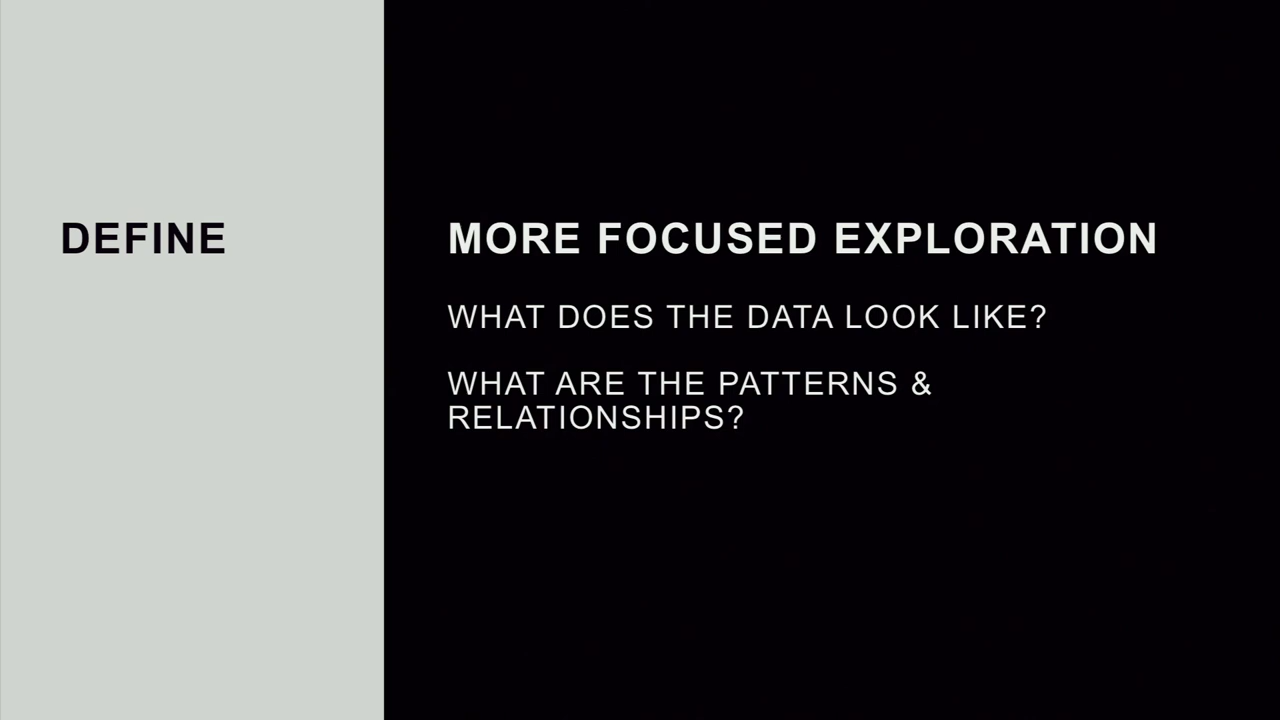 DEFINE
MORE FOCUSED EXPLORATION
WHAT DOES THE DATA LOOK LIKE?
WHAT ARE THE PATTERNS &
RELATIONSHIPS?